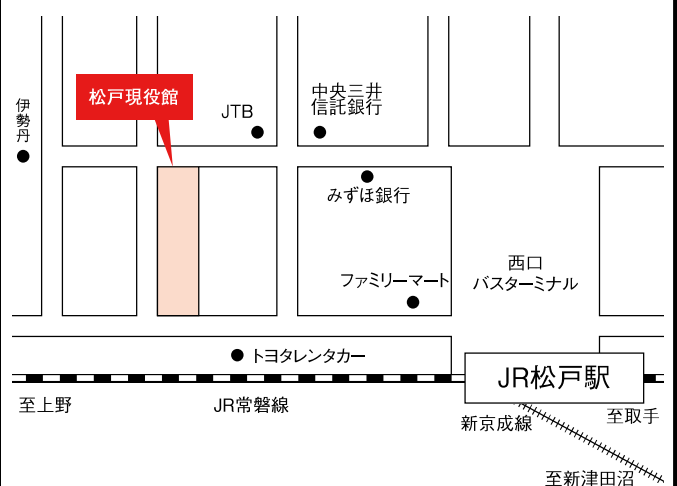 伊勢丹
松戸現役館
JTB
中央三井
信託銀行
みずほ銀行
ファミリーマート
西口
バスターミナル
トヨタレンタカー
JR松戸駅
至上野
JR常磐線
新京成線
至取手
至新津田沼